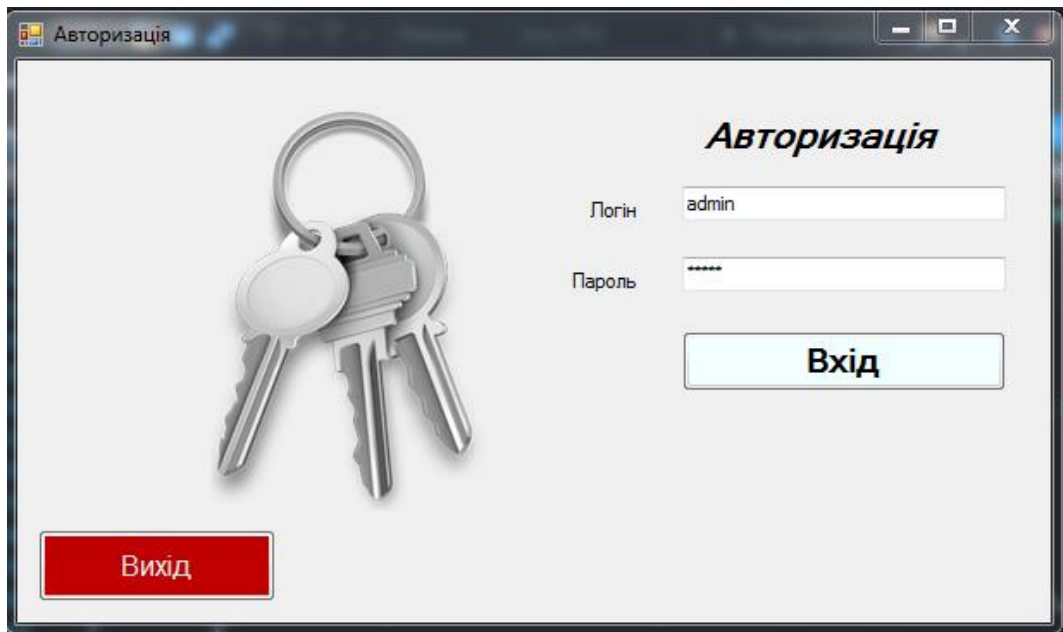 Авторизація
Авторизація
Логін
admin
Пароль
*****
Вхід
Вихід